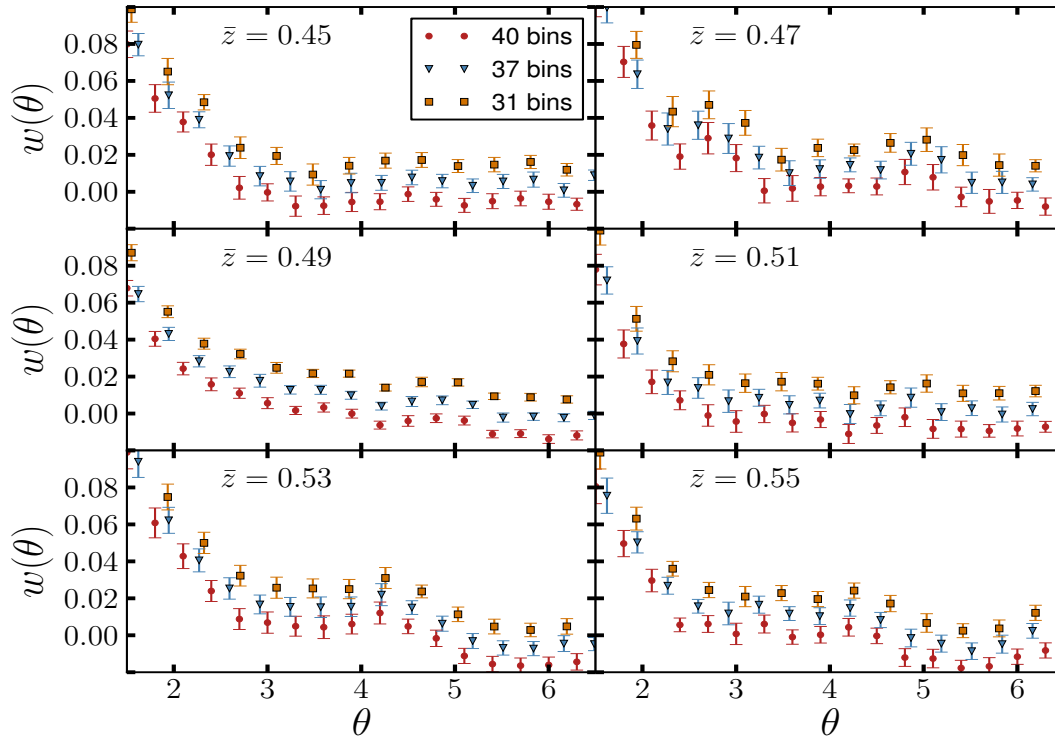 z̄ = 0.45
z̄ = 0.47
40 bins
37 bins
31 bins
w(θ)
0.08
0.06
0.04
0.02
0.00
z̄ = 0.49
z̄ = 0.51
w(θ)
0.08
0.06
0.04
0.02
0.00
z̄ = 0.53
z̄ = 0.55
w(θ)
0.08
0.06
0.04
0.02
0.00
2 3 4 5 6 2 3 4 5 6
θ θ